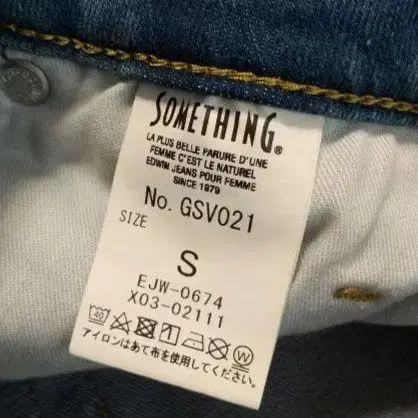 SOMETHING®
LA PLUS BELLE PARURE D'UNE
FEMME C'EST LE NATUREL
EDWIN JEANS POUR FEMME
SINCE 1979
No. GSV021
SIZE
S
EJW-0674
X03-02111
40 W
アイロンはあて布を使用してください。